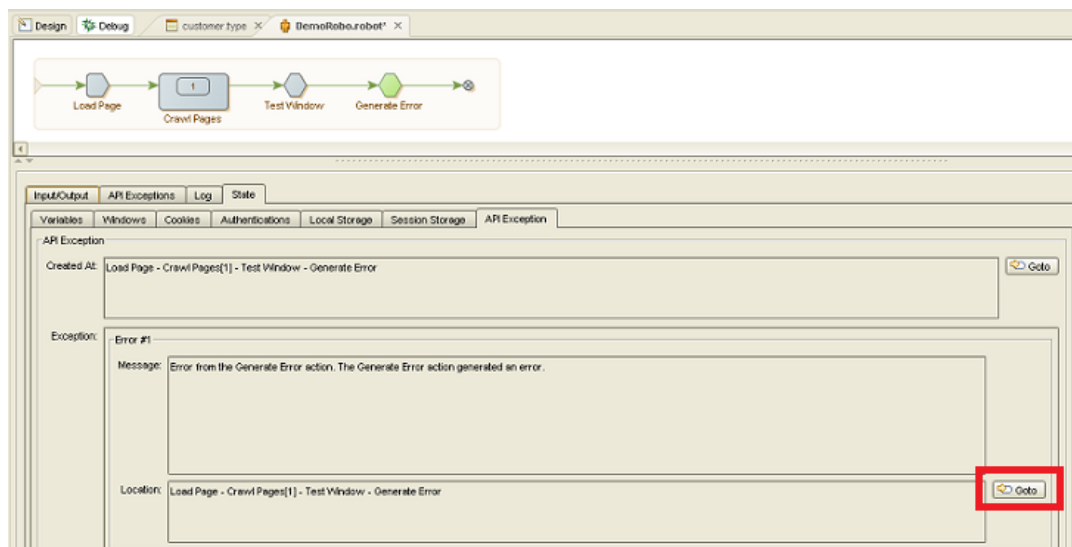 Design Debug customer.type DemoRobo.robot*
1
Load Page Crawl Pages Test Window Generate Error
Input/Output API Exceptions Log State
Variables Windows Cookies Authentications Local Storage Session Storage API Exception
API Exception
Created At: Load Page - Crawl Pages[1] - Test Window - Generate Error Goto
Exception: Error #1
Message: Error from the Generate Error action. The Generate Error action generated an error.
Location: Load Page - Crawl Pages[1] - Test Window - Generate Error Goto